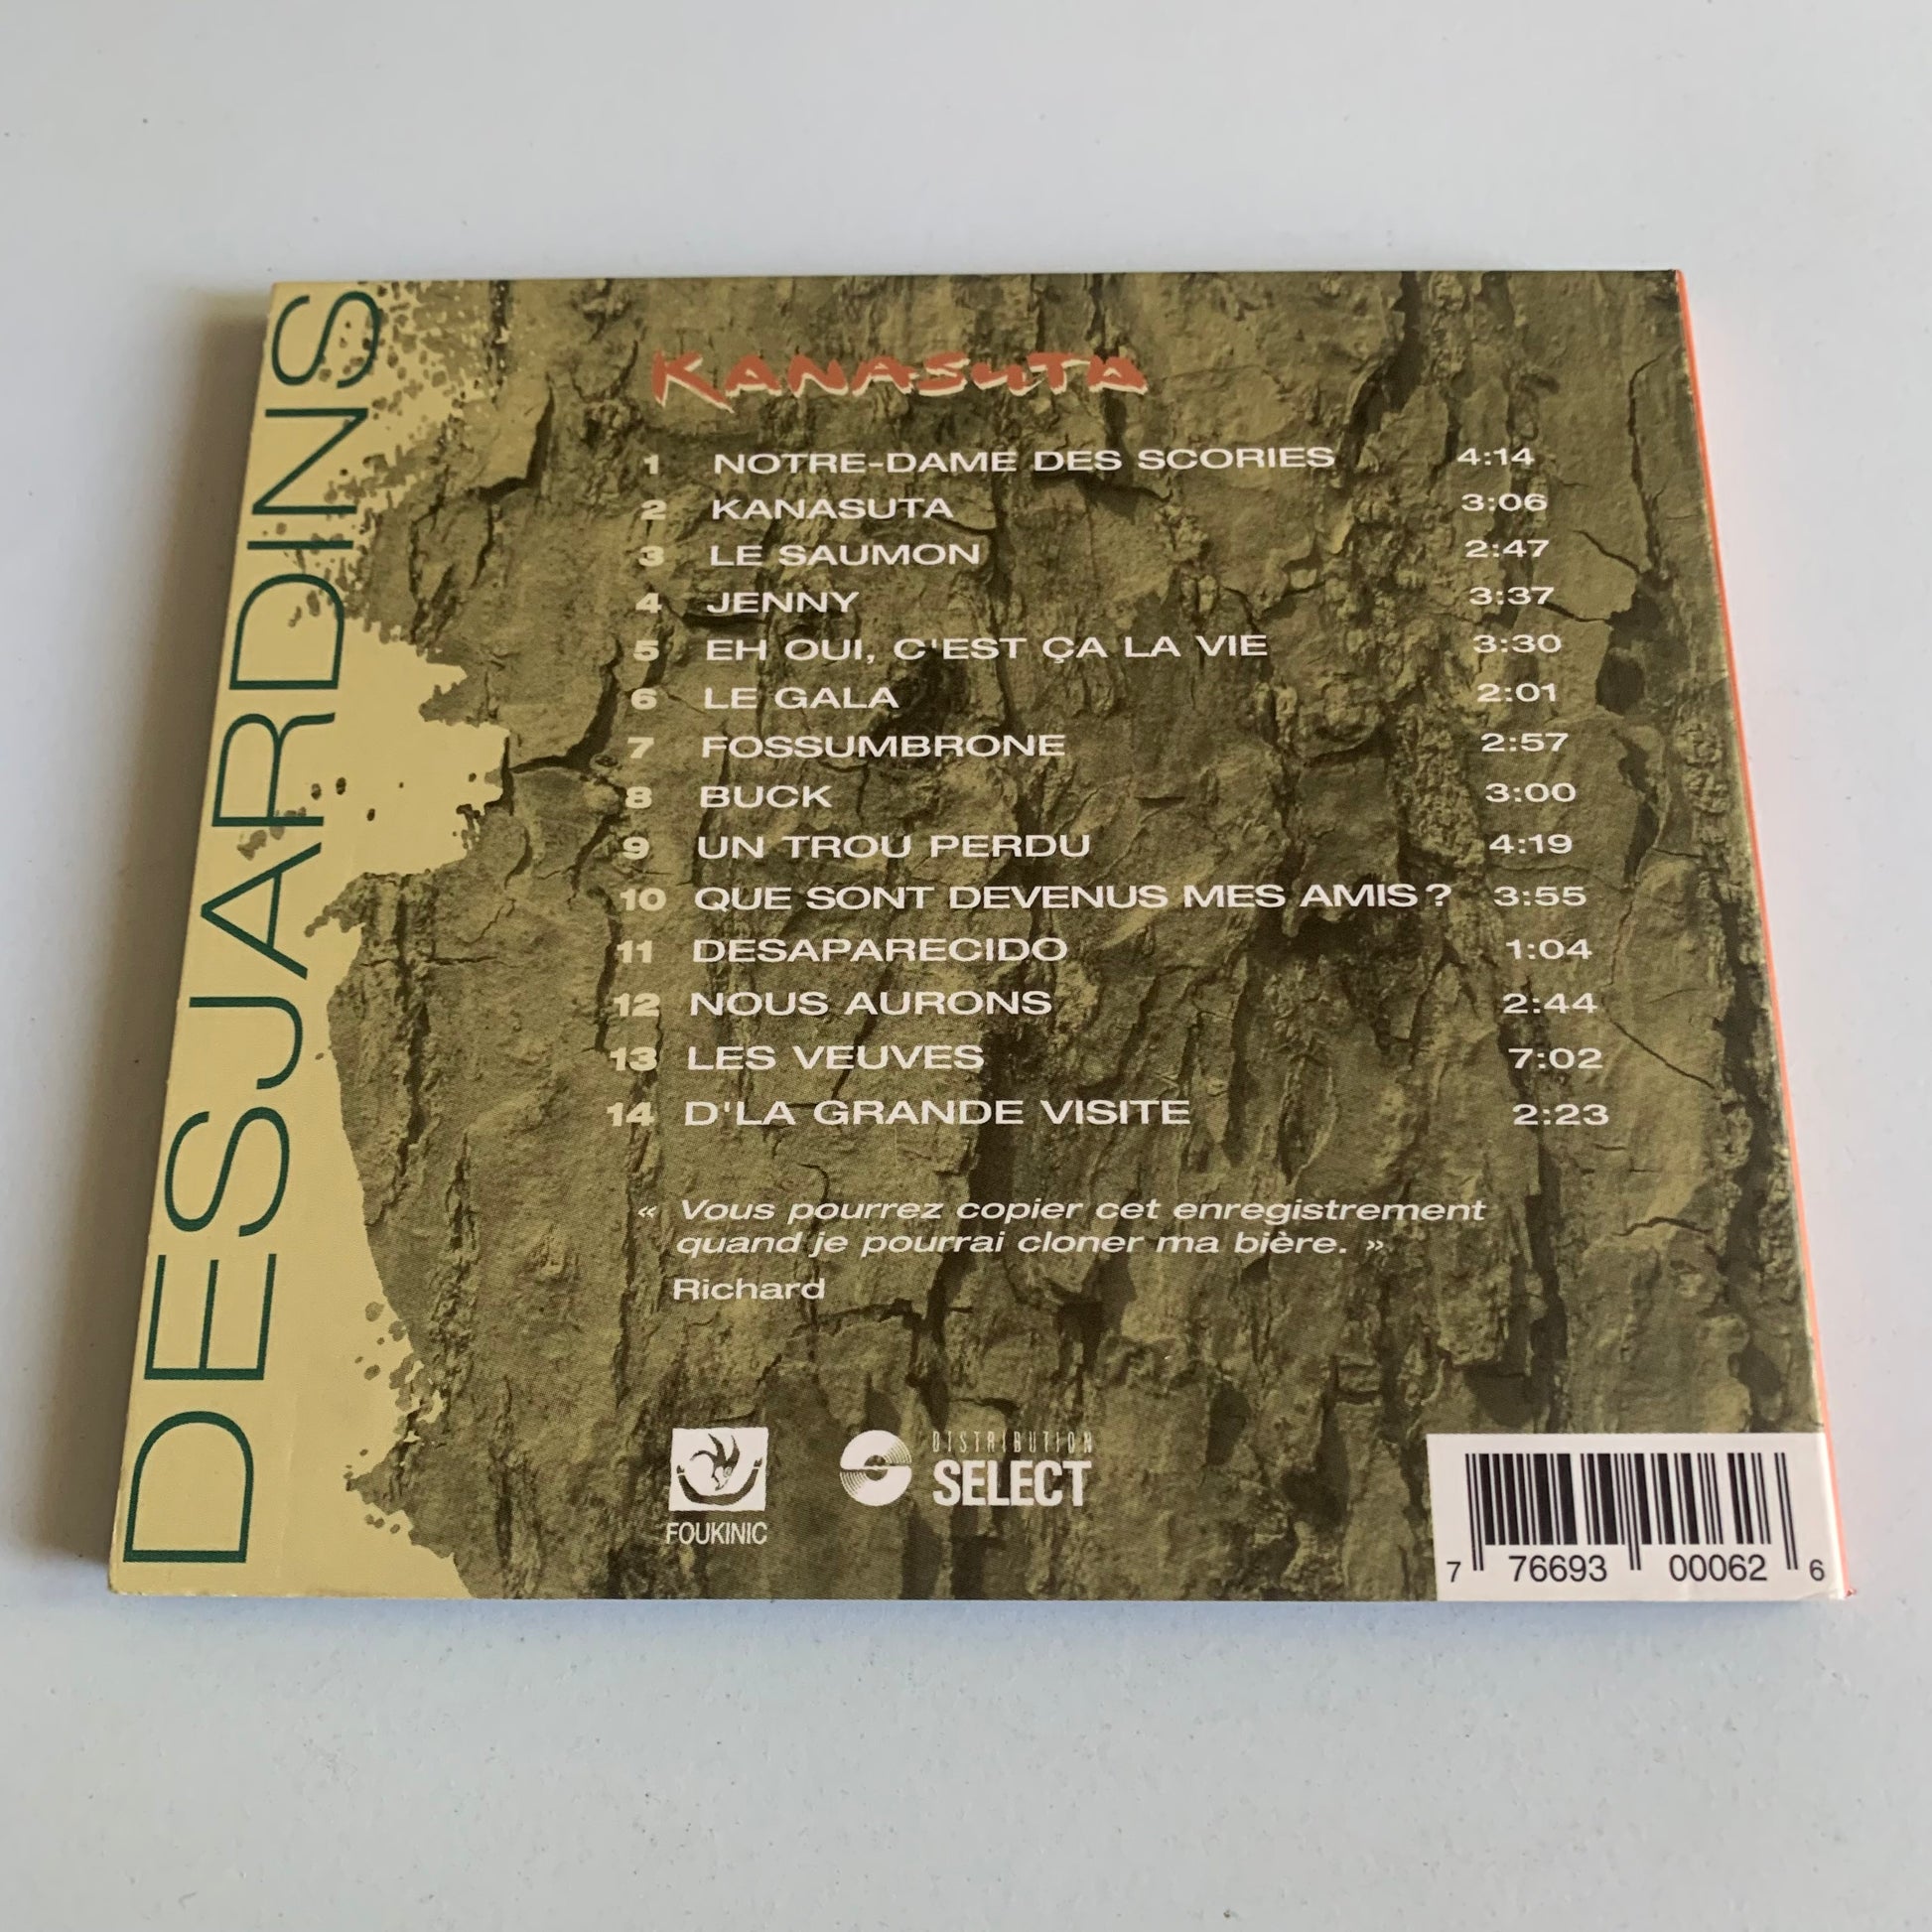 DESJARDINS
KANASUTA
1 NOTRE-DAME DES SCORIES 4:14
2 KANASUTA 3:06
3 LE SAUMON 2:47
4 JENNY 3:37
5 EH OUI, C'EST ÇA LA VIE 3:30
6 LE GALA 2:01
7 FOSSUMBRONE 2:57
8 BUCK 3:00
9 UN TROU PERDU 4:19
10 QUE SONT DEVENUS MES AMIS? 3:55
11 DESAPARECIDO 1:04
12 NOUS AURONS 2:44
13 LES VEUVES 7:02
14 D'LA GRANDE VISITE 2:23
« Vous pourrez copier cet enregistrement
quand je pourrai cloner ma bière. »
Richard
FOUKINIC
DISTRIBUTION
SELECT
7 76693 00062 6